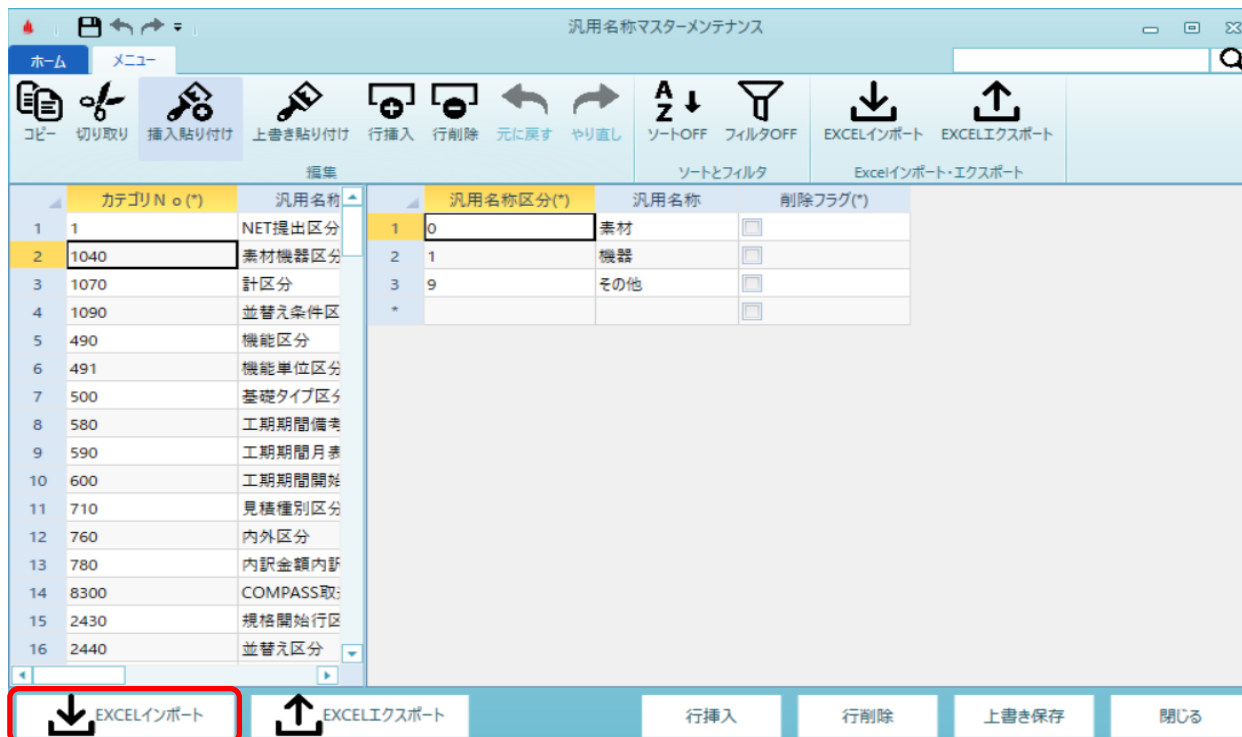 汎用名称マスターメンテナンス
ホーム メニュー
コピー 切り取り 挿入貼り付け 上書き貼り付け 行挿入 行削除 元に戻す やり直し ソートOFF フィルタOFF EXCELインポート EXCELエクスポート
編集 ソートとフィルタ Excelインポート・エクスポート
カテゴリＮｏ(*) 汎用名称 汎用名称区分(*) 汎用名称 削除フラグ(*)
1 1 NET提出区分 1 0 素材
2 1040 素材機器区分 2 1 機器
3 1070 計区分 3 9 その他
4 1090 並替え条件区 *
5 490 機能区分
6 491 機能単位区分
7 500 基礎タイプ区分
8 580 工期期間備考
9 590 工期期間月表
10 600 工期期間開始
11 710 見積種別区分
12 760 内外区分
13 780 内訳金額内訳
14 8300 COMPASS取
15 2430 規格開始行区
16 2440 並替え区分
EXCELインポート EXCELエクスポート 行挿入 行削除 上書き保存 閉じる